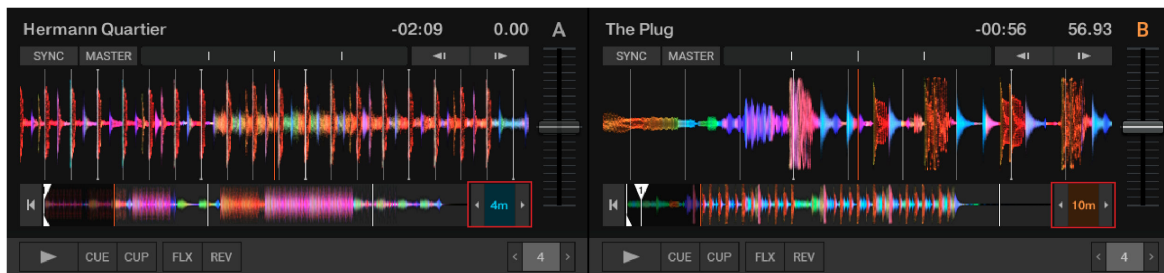 Hermann Quartier -02:09 0.00 A
SYNC MASTER
4m
CUE CUP FLX REV 4
The Plug -00:56 56.93 B
SYNC MASTER
1
10m
CUE CUP FLX REV 4